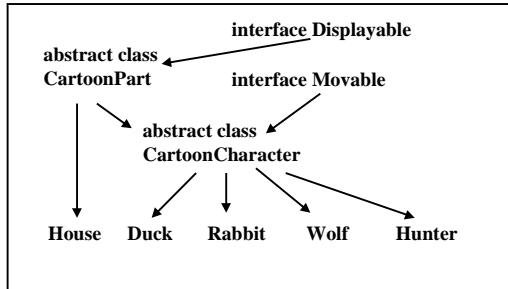 interface Displayable
abstract class
CartoonPart
interface Movable
abstract class
CartoonCharacter
House Duck Rabbit Wolf Hunter